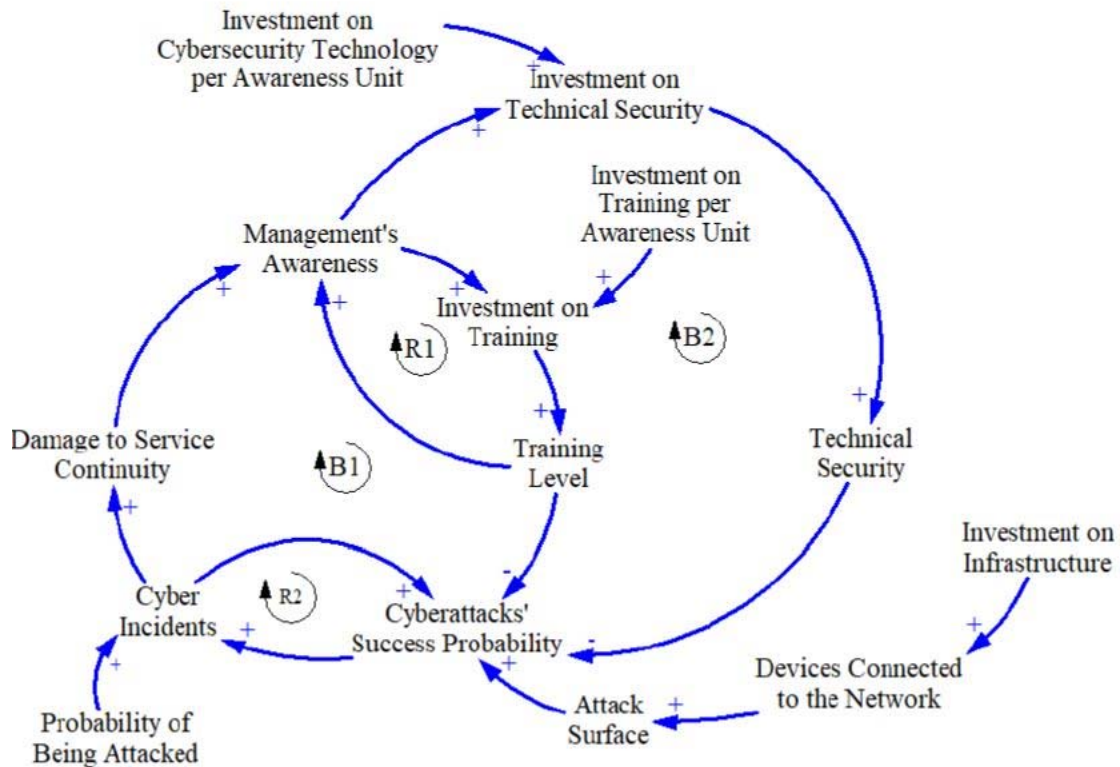 Investment on
Cybersecurity Technology
per Awareness Unit
+
Investment on
Technical Security
+
Investment on
Training per
Awareness Unit
Management's
Awareness
+
+
+
+
Investment on
Training
R1
B2
+
+
Damage to Service
Continuity
B1
Training
Level
Technical
Security
+
Investment on
Infrastructure
Cyber
Incidents
R2
+
-
Cyberattacks'
Success Probability
+
-
+
+
+
Devices Connected
to the Network
+
Attack
Surface
Probability of
Being Attacked